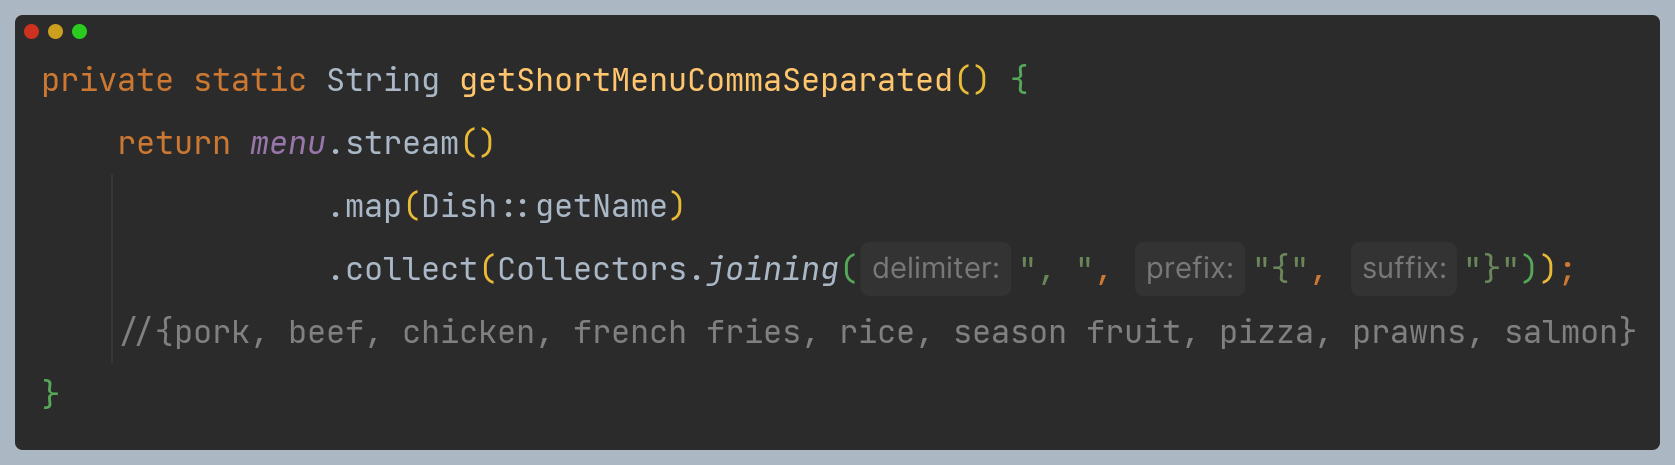 private static String getShortMenuCommaSeparated() {
return menu.stream()
.map(Dish::getName)
.collect(Collectors.joining( delimiter: ", ", prefix: "{", suffix: "}"));
//{pork, beef, chicken, french fries, rice, season fruit, pizza, prawns, salmon}
}